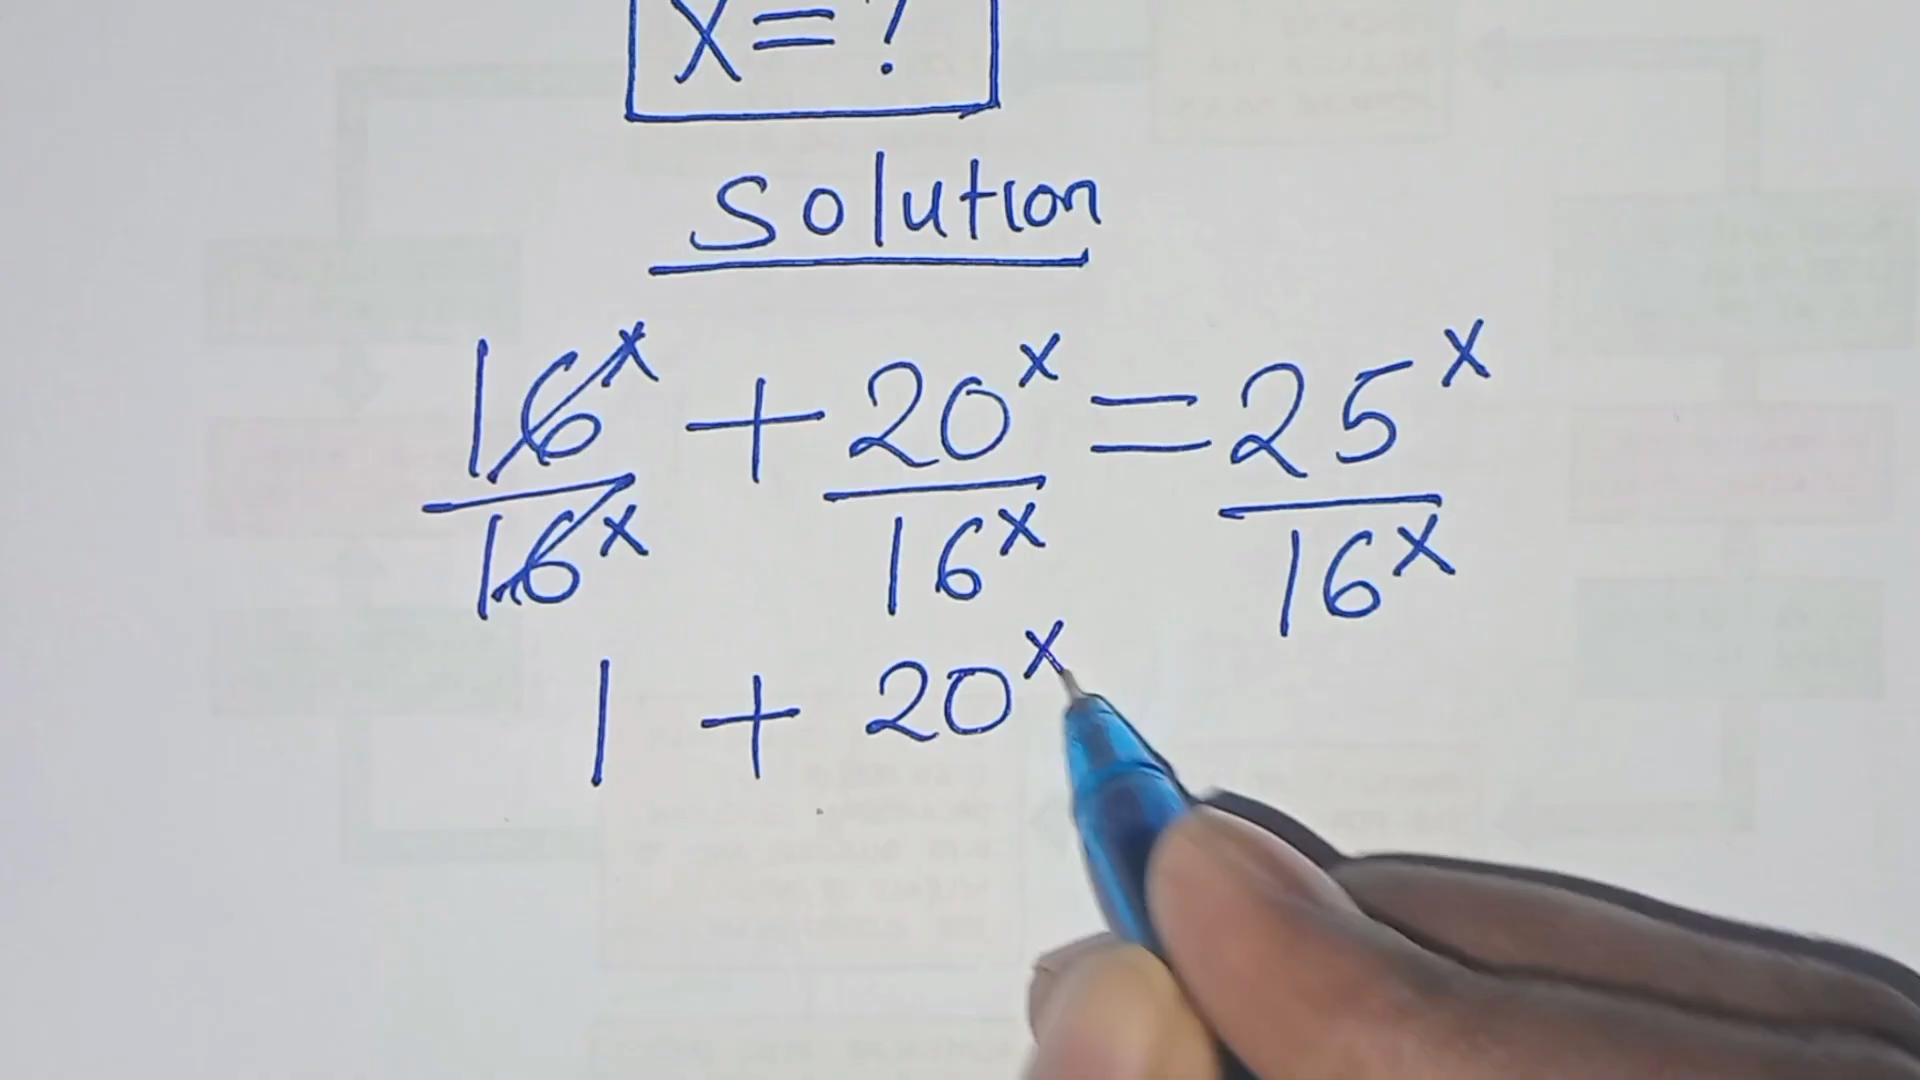 x = ?
Solution
16^x/16^x + 20^x/16^x = 25^x/16^x
1 + 20^x